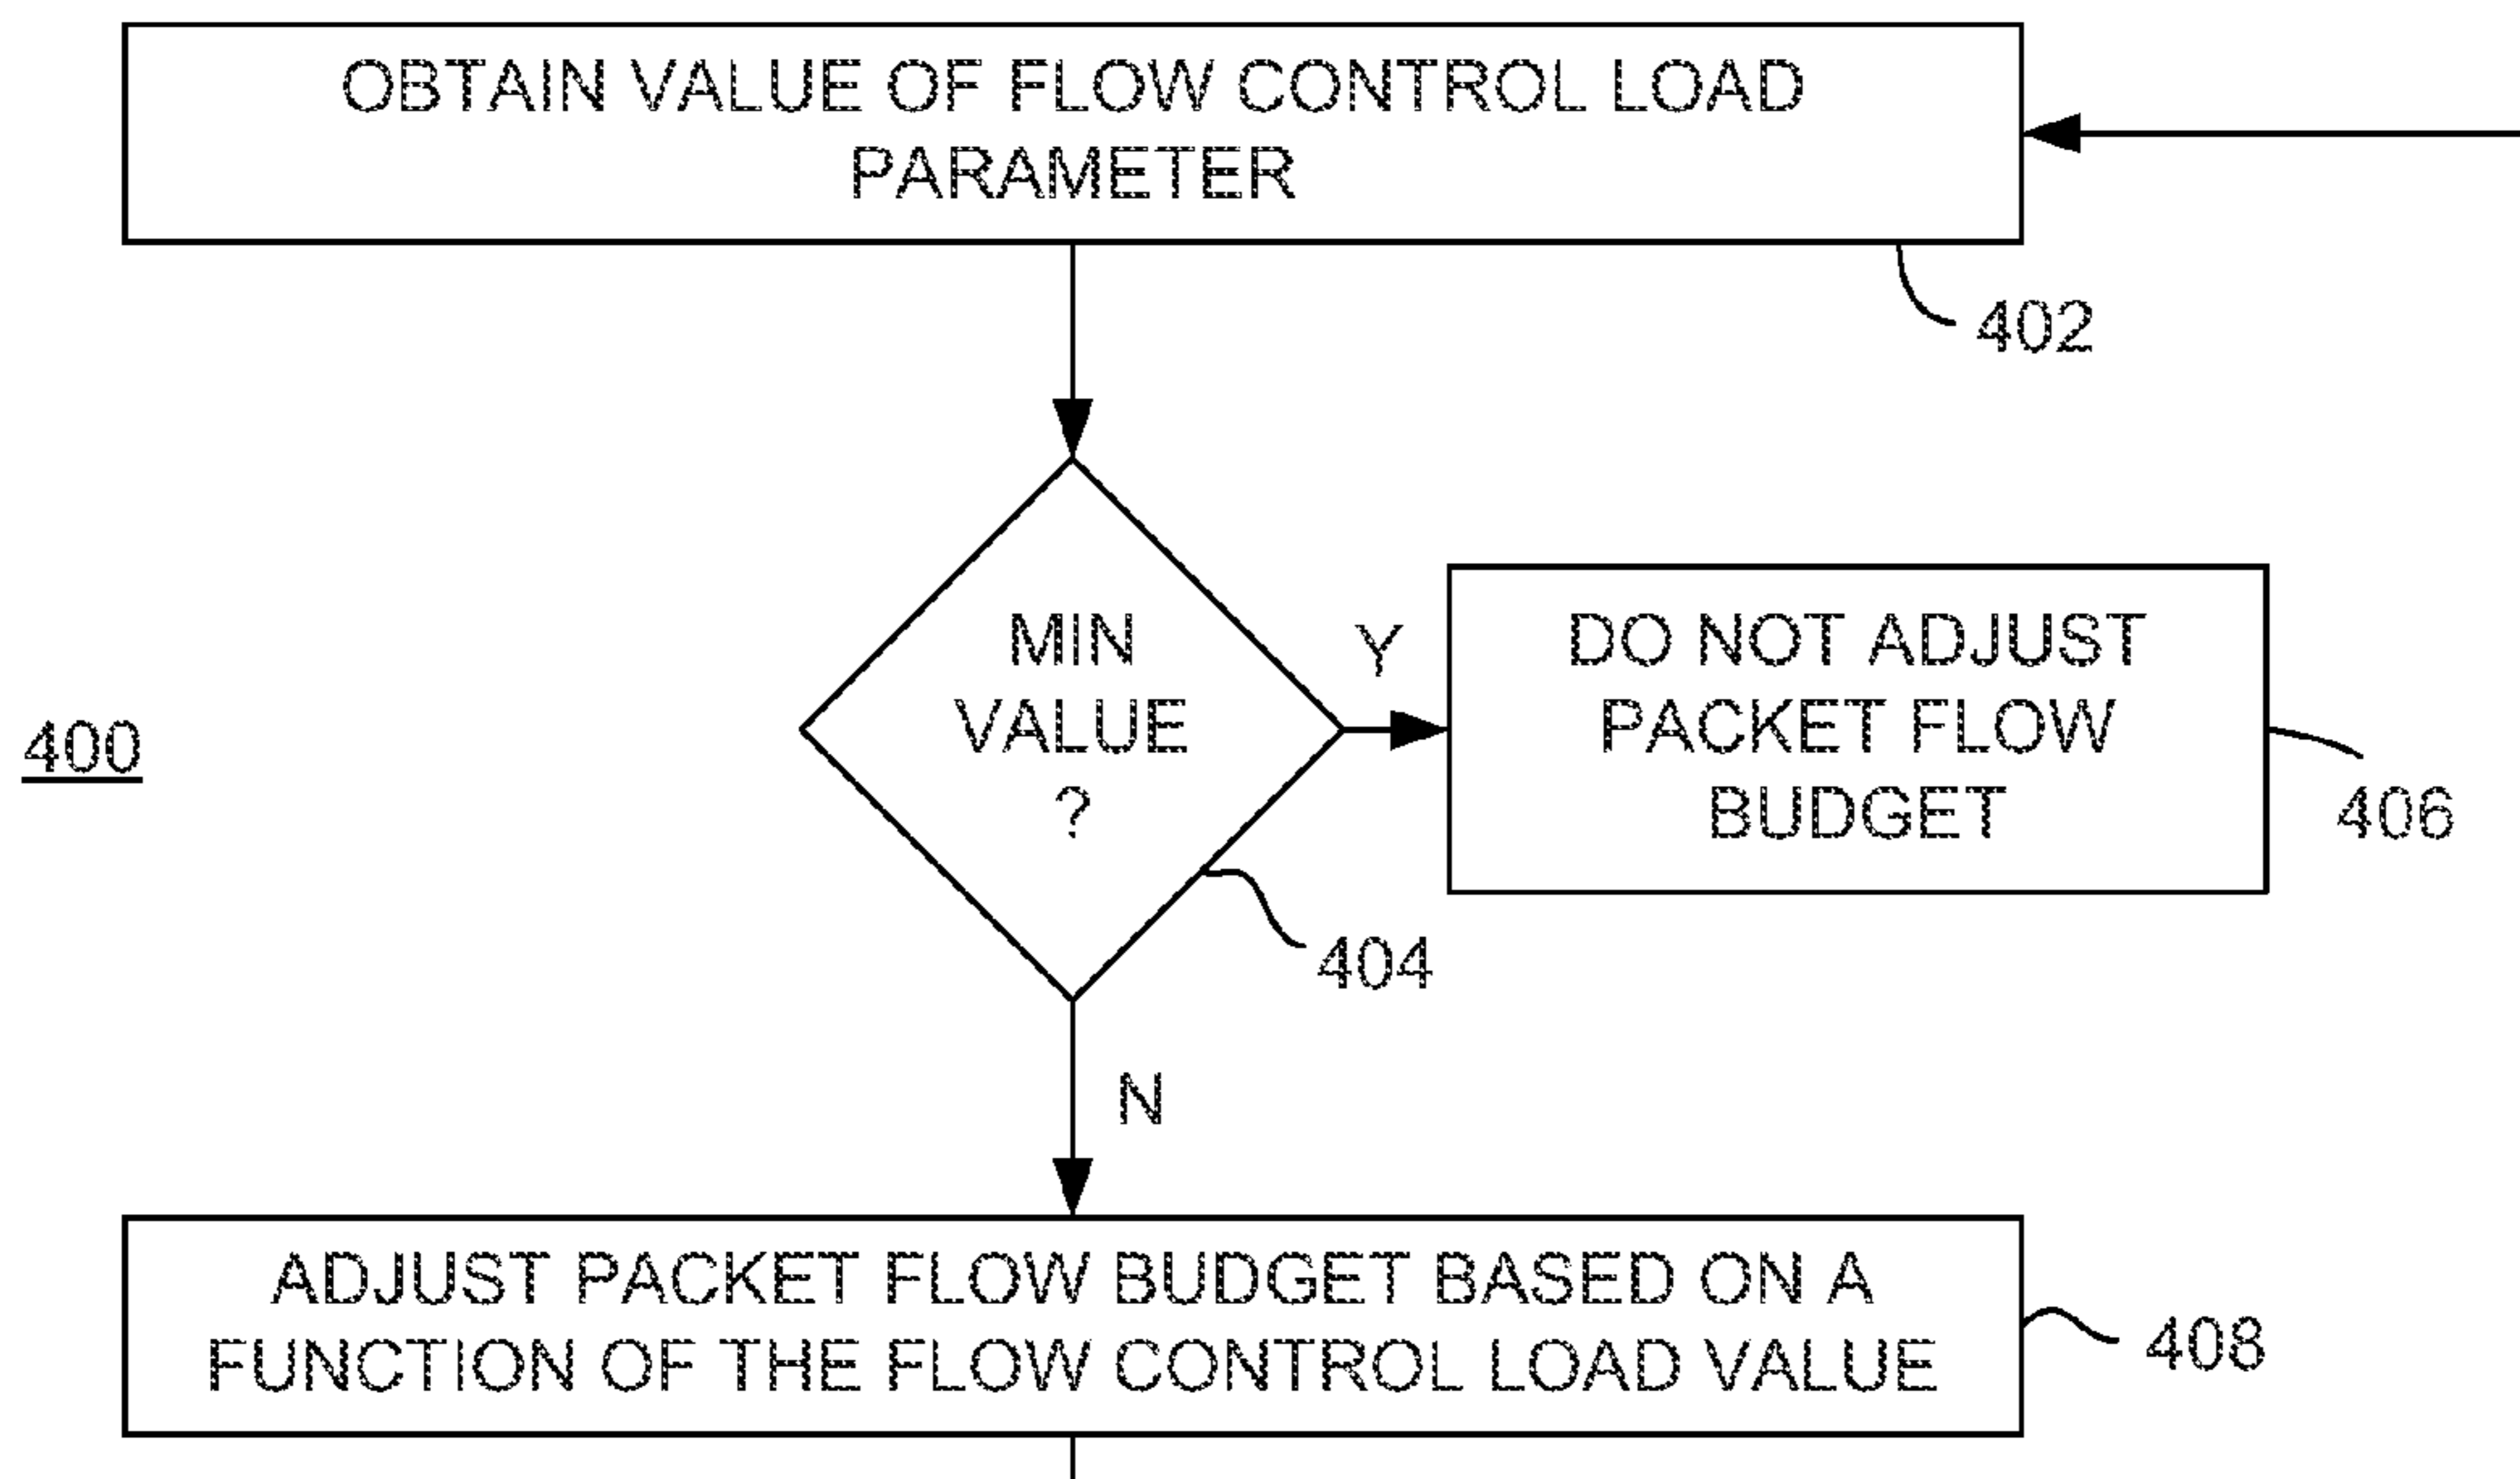 OBTAIN VALUE OF FLOW CONTROL LOAD
PARAMETER
402
MIN
VALUE
?
Y
DO NOT ADJUST
PACKET FLOW
BUDGET
400
406
404
N
ADJUST PACKET FLOW BUDGET BASED ON A
FUNCTION OF THE FLOW CONTROL LOAD VALUE
408